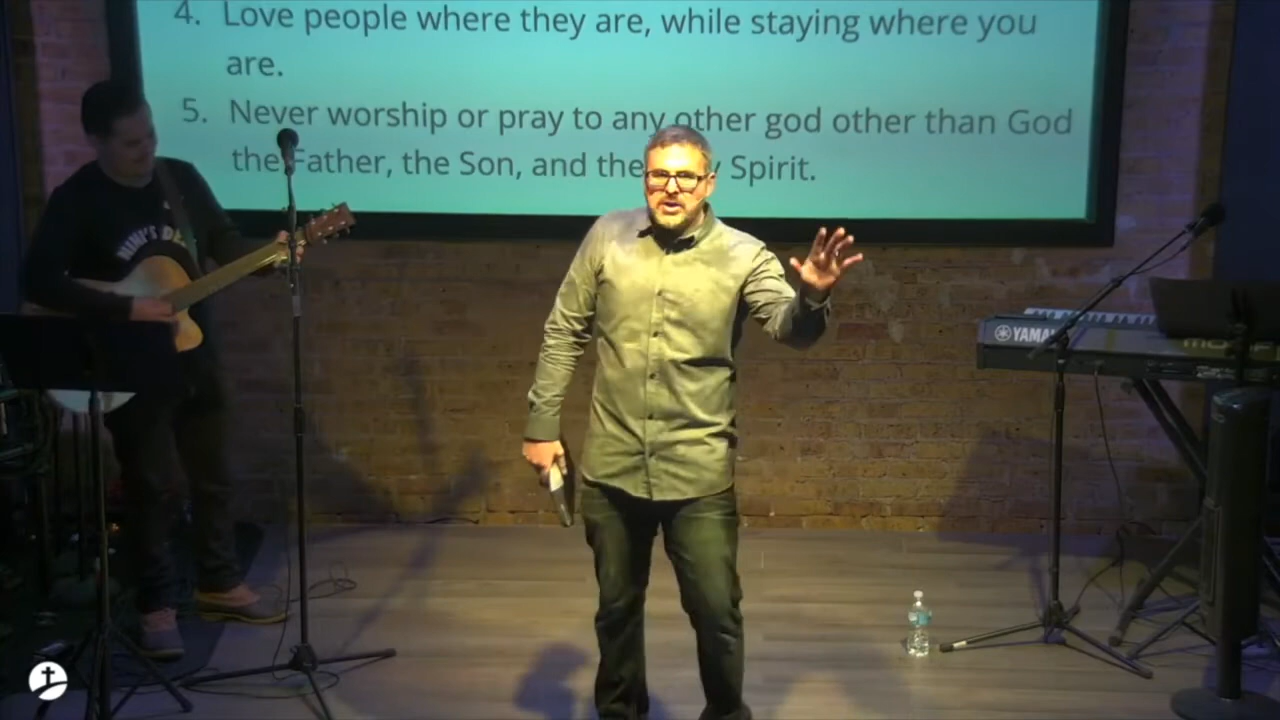 4. Love people where they are, while staying where you
are.
5. Never worship or pray to any other god other than God
the Father, the Son, and the Spirit.
YAMAHA